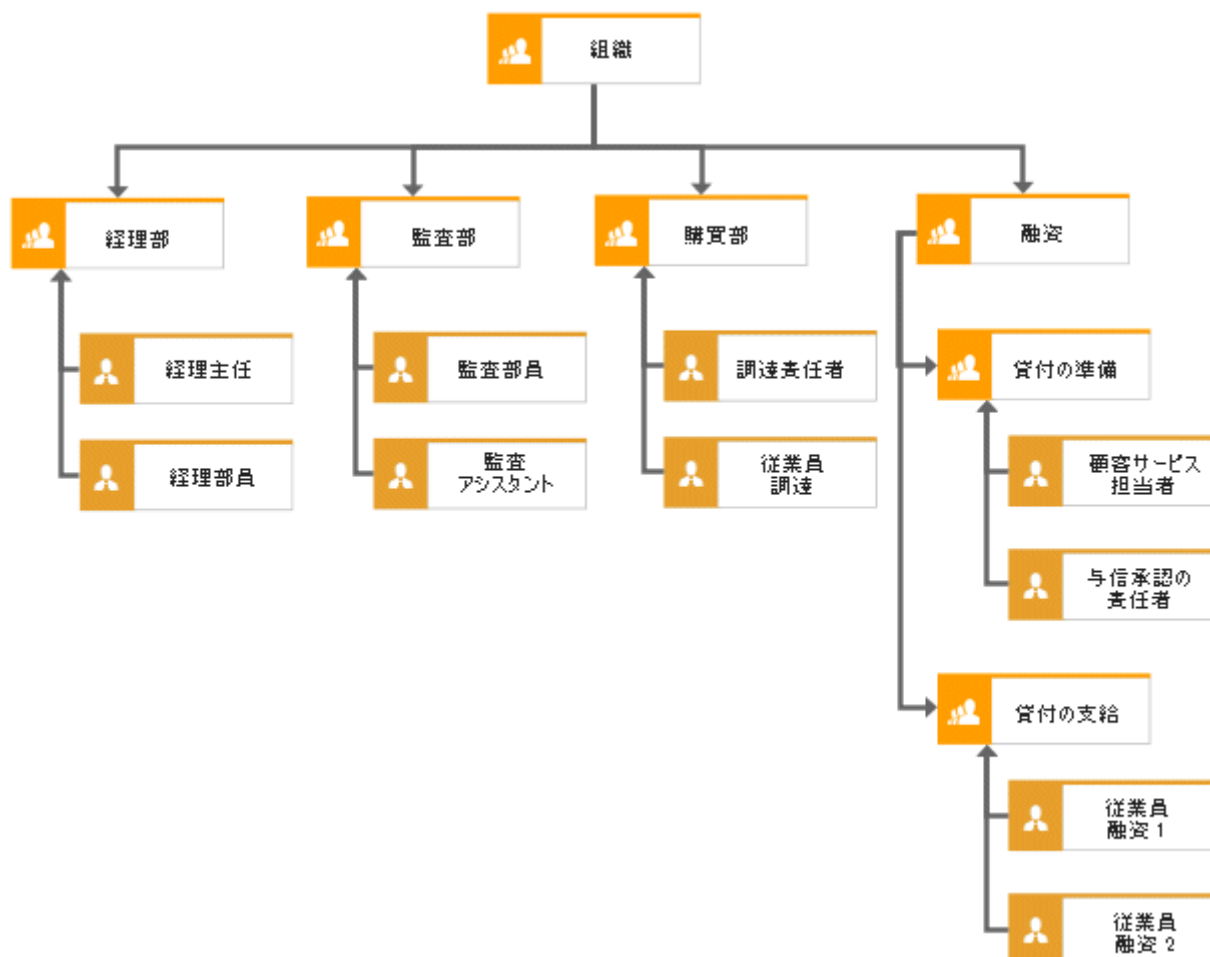 組織
経理部
監査部
購買部
融資
経理主任
経理部員
監査部員
監査
アシスタント
調達責任者
従業員
調達
貸付の準備
顧客サービス
担当者
与信承認の
責任者
貸付の支給
従業員
融資 1
従業員
融資 2